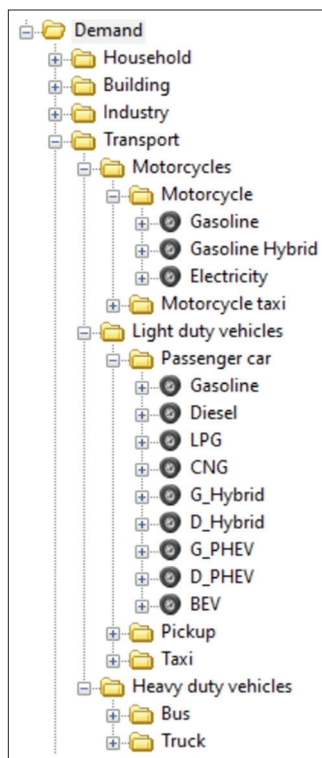 Demand
Household
Building
Industry
Transport
Motorcycles
Motorcycle
Gasoline
Gasoline Hybrid
Electricity
Motorcycle taxi
Light duty vehicles
Passenger car
Gasoline
Diesel
LPG
CNG
G_Hybrid
D_Hybrid
G_PHEV
D_PHEV
BEV
Pickup
Taxi
Heavy duty vehicles
Bus
Truck